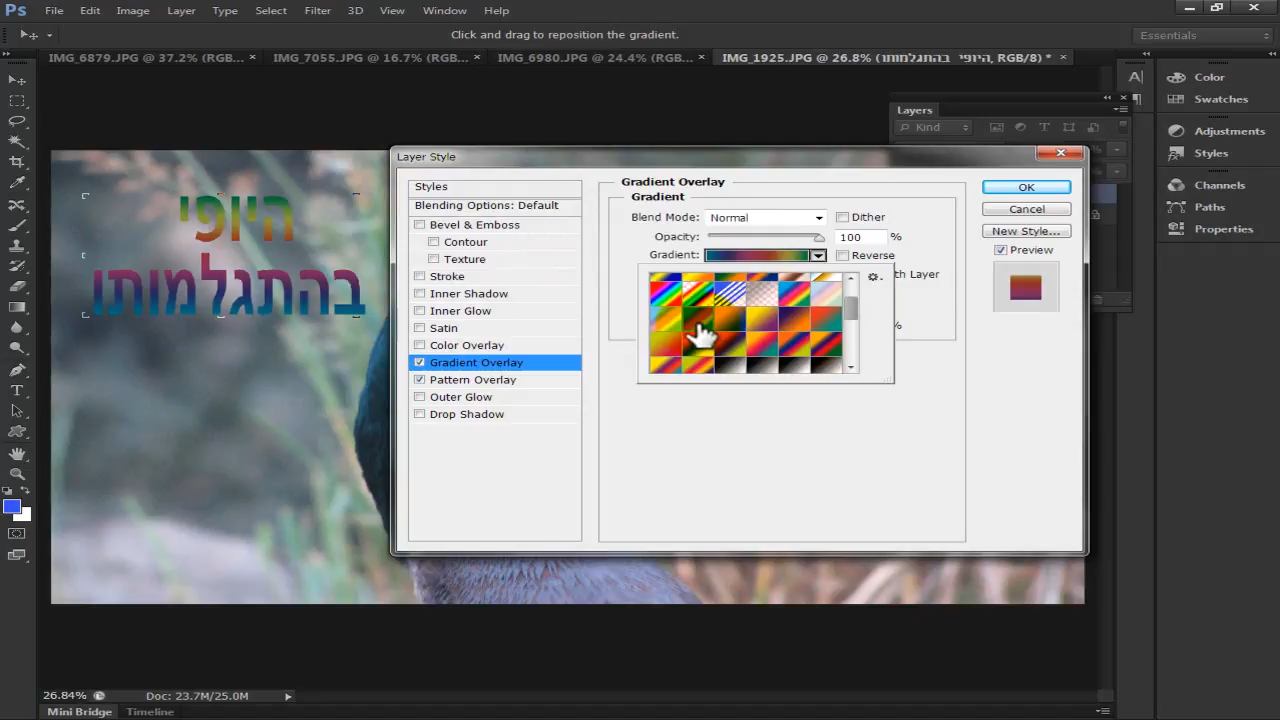 Ps File Edit Image Layer Type Select Filter 3D View Window Help
Click and drag to reposition the gradient.
Essentials
IMG_6879.JPG @ 37.2% (RGB...
IMG_7055.JPG @ 16.7% (RGB...
IMG_6980.JPG @ 24.4% (RGB...
IMG_1925.JPG @ 26.8% (היופי בהתגלמותו, RGB/8) *
Layers
Kind
Color
Swatches
Adjustments
Styles
Channels
Paths
Properties
היופי
בהתגלמותו
Layer Style
Styles
Blending Options: Default
Bevel & Emboss
Contour
Texture
Stroke
Inner Shadow
Inner Glow
Satin
Color Overlay
Gradient Overlay
Pattern Overlay
Outer Glow
Drop Shadow
Gradient Overlay
Gradient
Blend Mode: Normal Dither
Opacity: 100 %
Gradient: Reverse
th Layer
%
OK
Cancel
New Style...
Preview
26.84% Doc: 23.7M/25.0M
Mini Bridge Timeline